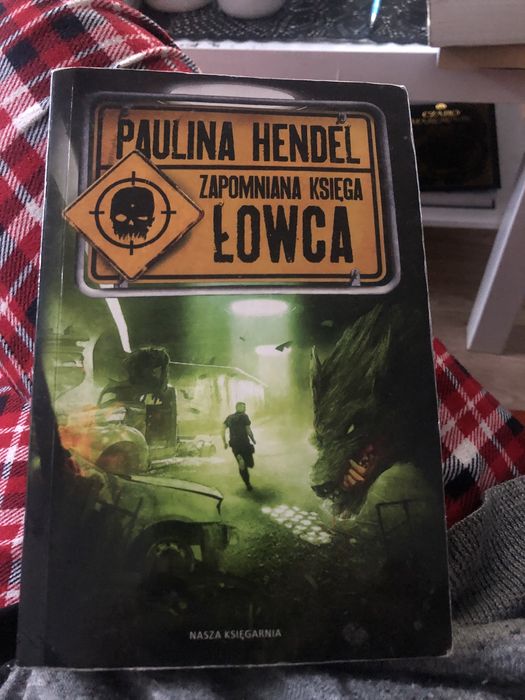 PAULINA HENDEL
ZAPOMNIANA KSIĘGA
ŁOWCA
NASZA KSIĘGARNIA